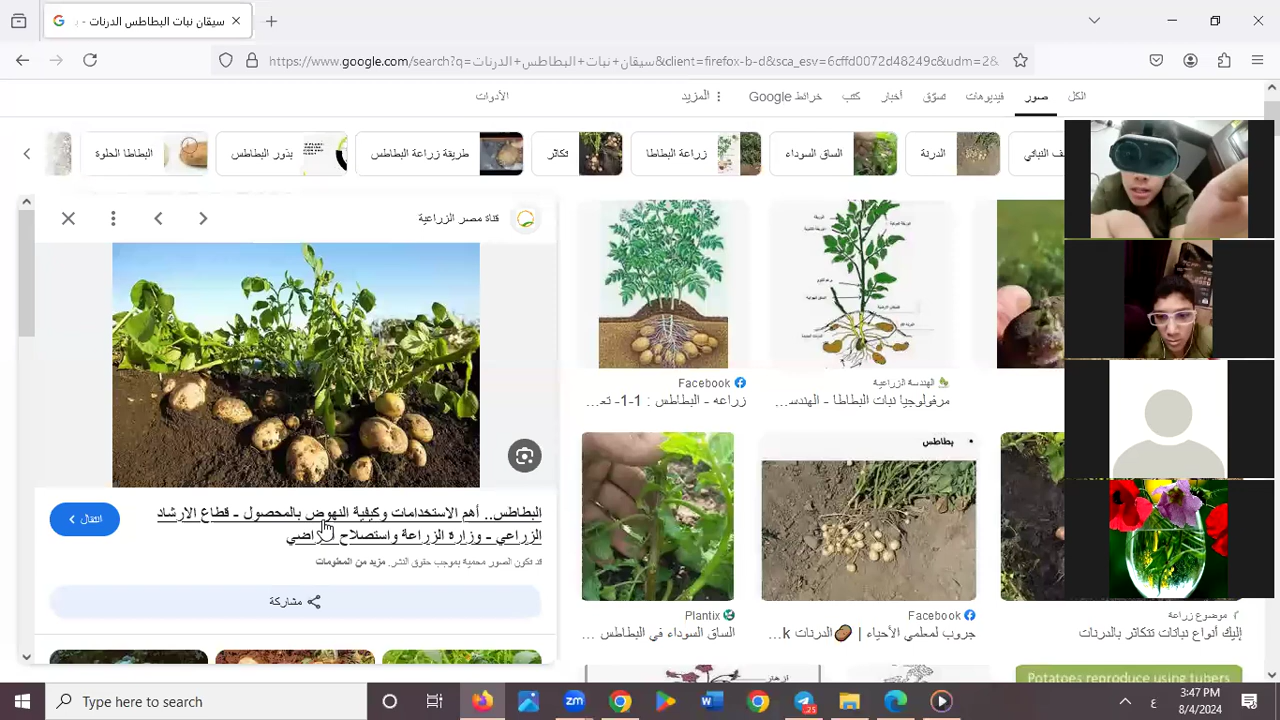 سيقان نبات البطاطس الدرنات - ‎
https://www.google.com/search?q=سيقان+نبات+البطاطس+الدرنات&client=firefox-b-d&sca_esv=6cffd0072d48249c&udm=2&
الكل
صور
فيديوهات
تسوّق
أخبار
كتب
خرائط Google
المزيد
الأدوات
الدرنة
الساق السوداء
زراعة البطاطا
تكاثر
طريقة زراعة البطاطس
بذور البطاطس
البطاطا الحلوة
قناة مصر الزراعية
البطاطس.. أهم الاستخدامات وكيفية النهوض بالمحصول - قطاع الارشاد
الزراعي - وزارة الزراعة واستصلاح
انتقال
قد تكون الصور محمية بموجب حقوق النشر. مزيد من المعلومات
مشاركة
Facebook
زراعه - البطاطس : 1-1- تع...
الهندسة الزراعية
مرفولوجيا نبات البطاطا - الهندس...
بطاطس
Plantix
الساق السوداء في البطاطس ...
Facebook
جروب لمعلمي الأحياء | الدرنات k...
موضوع زراعة
إليك أنواع نباتات تتكاثر بالدرنات
Potatoes reproduce using tubers
Type here to search
zm
25
ع
3:47 PM
8/4/2024